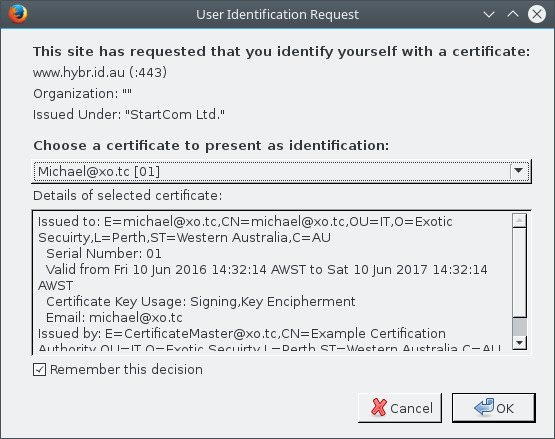 User Identification Request
This site has requested that you identify yourself with a certificate:
www.hybr.id.au (:443)
Organization: ""
Issued Under: "StartCom Ltd."
Choose a certificate to present as identification:
Michael@xo.tc [01]
Details of selected certificate:
Issued to: E=michael@xo.tc,CN=michael@xo.tc,OU=IT,O=Exotic
Secuirty,L=Perth,ST=Western Australia,C=AU
Serial Number: 01
Valid from Fri 10 Jun 2016 14:32:14 AWST to Sat 10 Jun 2017 14:32:14
AWST
Certificate Key Usage: Signing,Key Encipherment
Email: michael@xo.tc
Issued by: E=CertificateMaster@xo.tc,CN=Example Certification
Authority,OU=IT,O=Exotic Secuirty,L=Perth,ST=Western Australia,C=AU
Remember this decision
Cancel
OK